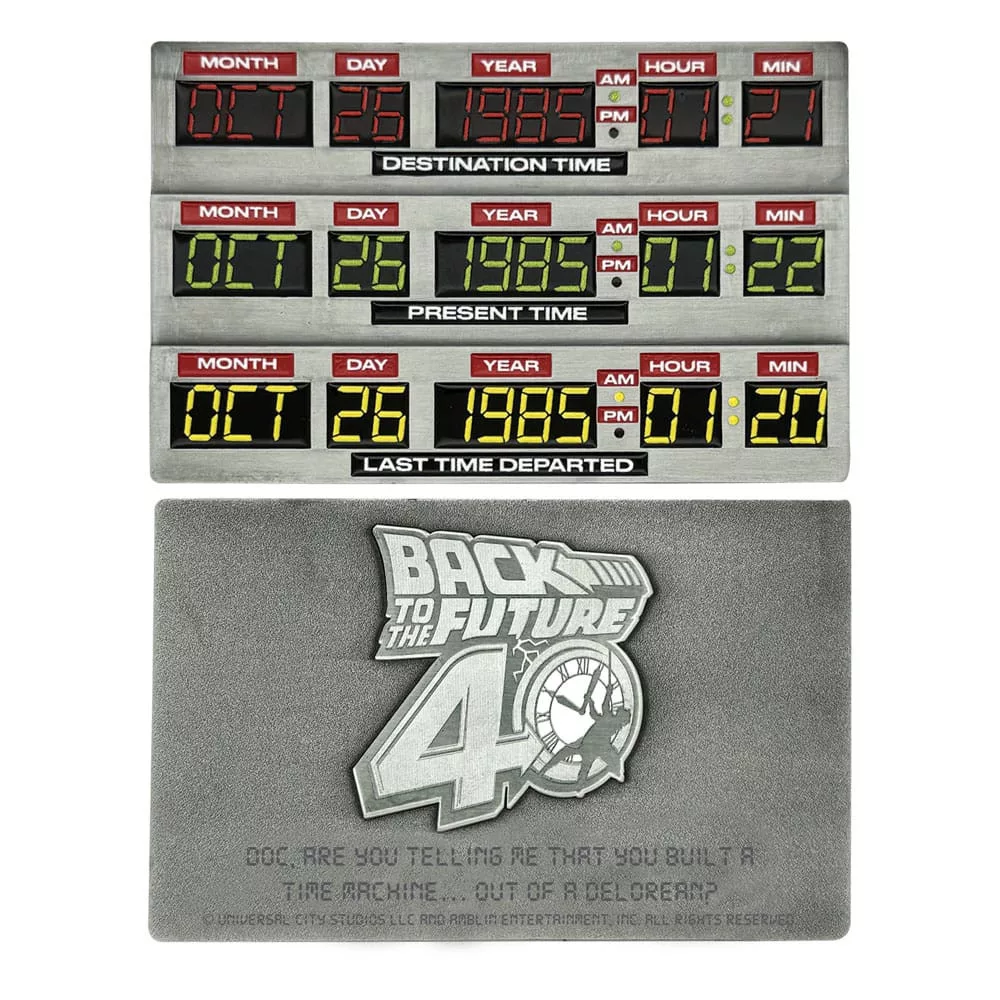 MONTH DAY YEAR AM HOUR MIN
OCT 26 1985 PM 01 : 21
DESTINATION TIME
MONTH DAY YEAR AM HOUR MIN
OCT 26 1985 PM 01 : 22
PRESENT TIME
MONTH DAY YEAR AM HOUR MIN
OCT 26 1985 PM 01 : 20
LAST TIME DEPARTED
BACK
TO THE FUTURE
40
DOC, ARE YOU TELLING ME THAT YOU BUILT A
TIME MACHINE... OUT OF A DELOREAN?
© UNIVERSAL CITY STUDIOS LLC AND AMBLIN ENTERTAINMENT, INC. ALL RIGHTS RESERVED